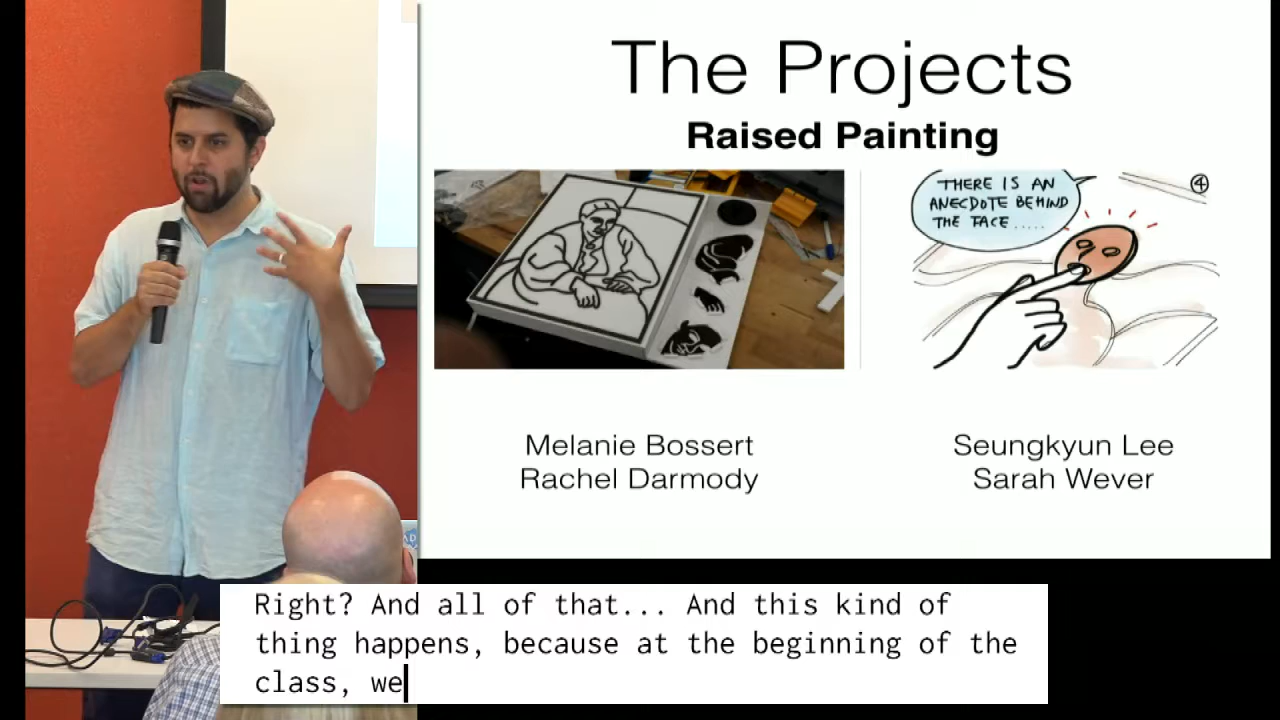 The Projects
Raised Painting
THERE IS AN
ANECDOTE BEHIND
THE FACE.....
④
Melanie Bossert
Rachel Darmody
Seungkyun Lee
Sarah Wever
Right? And all of that... And this kind of
thing happens, because at the beginning of the
class, we